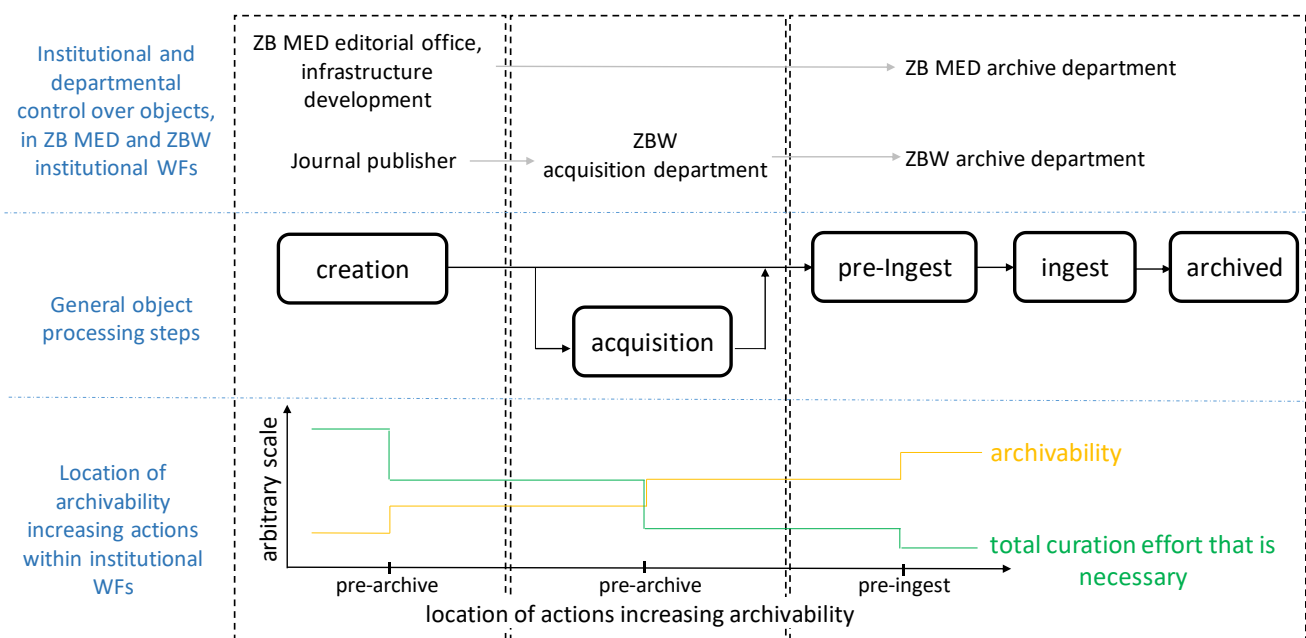 Institutional and
departmental
control over objects,
in ZB MED and ZBW
institutional WFs
ZB MED editorial office,
infrastructure
development
ZB MED archive department
Journal publisher
ZBW
acquisition department
ZBW archive department
General object
processing steps
creation
acquisition
pre-Ingest
ingest
archived
Location of
archivability
increasing actions
within institutional
WFs
arbitrary scale
archivability
total curation effort that is
necessary
pre-archive
pre-archive
pre-ingest
location of actions increasing archivability